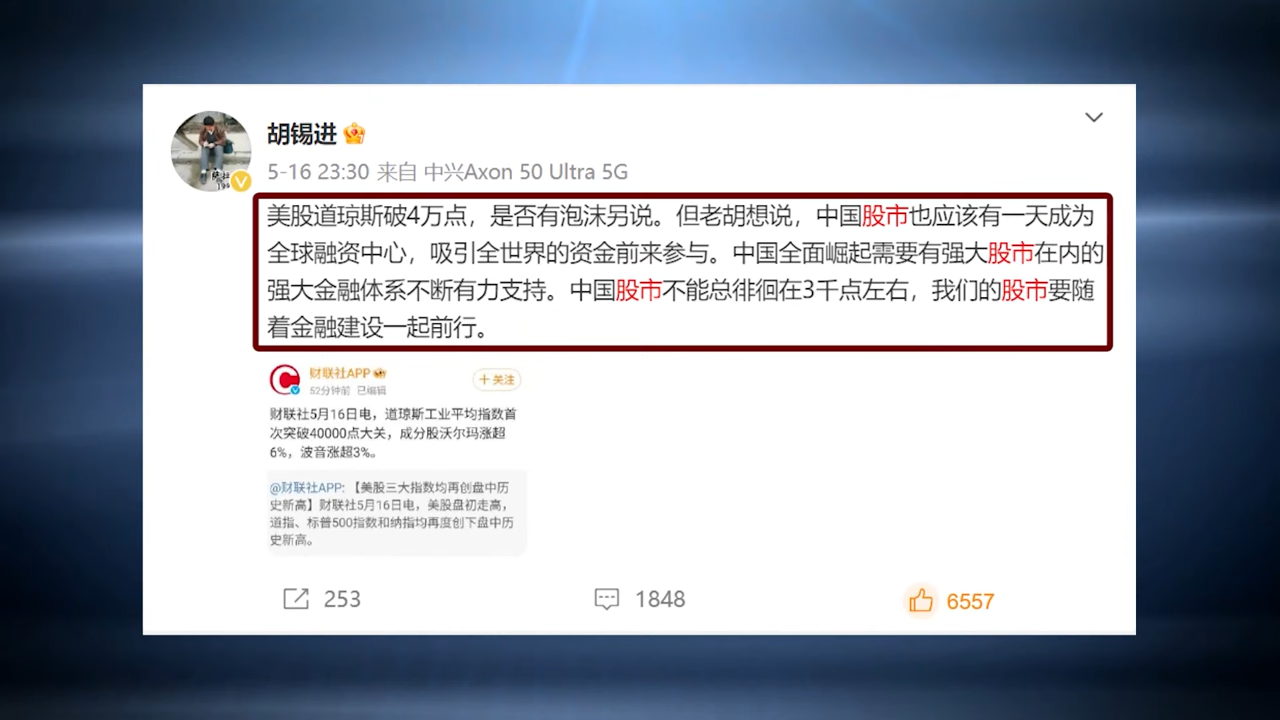 胡锡进
5-16 23:30 来自 中兴Axon 50 Ultra 5G
美股道琼斯破4万点，是否有泡沫另说。但老胡想说，中国股市也应该有一天成为
全球融资中心，吸引全世界的资金前来参与。中国全面崛起需要有强大股市在内的
强大金融体系不断有力支持。中国股市不能总徘徊在3千点左右，我们的股市要随
着金融建设一起前行。
财联社APP
+关注
52分钟前 已编辑
财联社5月16日电，道琼斯工业平均指数首
次突破40000点大关，成分股沃尔玛涨超
6%，波音涨超3%。
@财联社APP:【美股三大指数均再创盘中历
史新高】财联社5月16日电，美股盘初走高，
道指、标普500指数和纳指均再度创下盘中历
史新高。
253
1848
6557